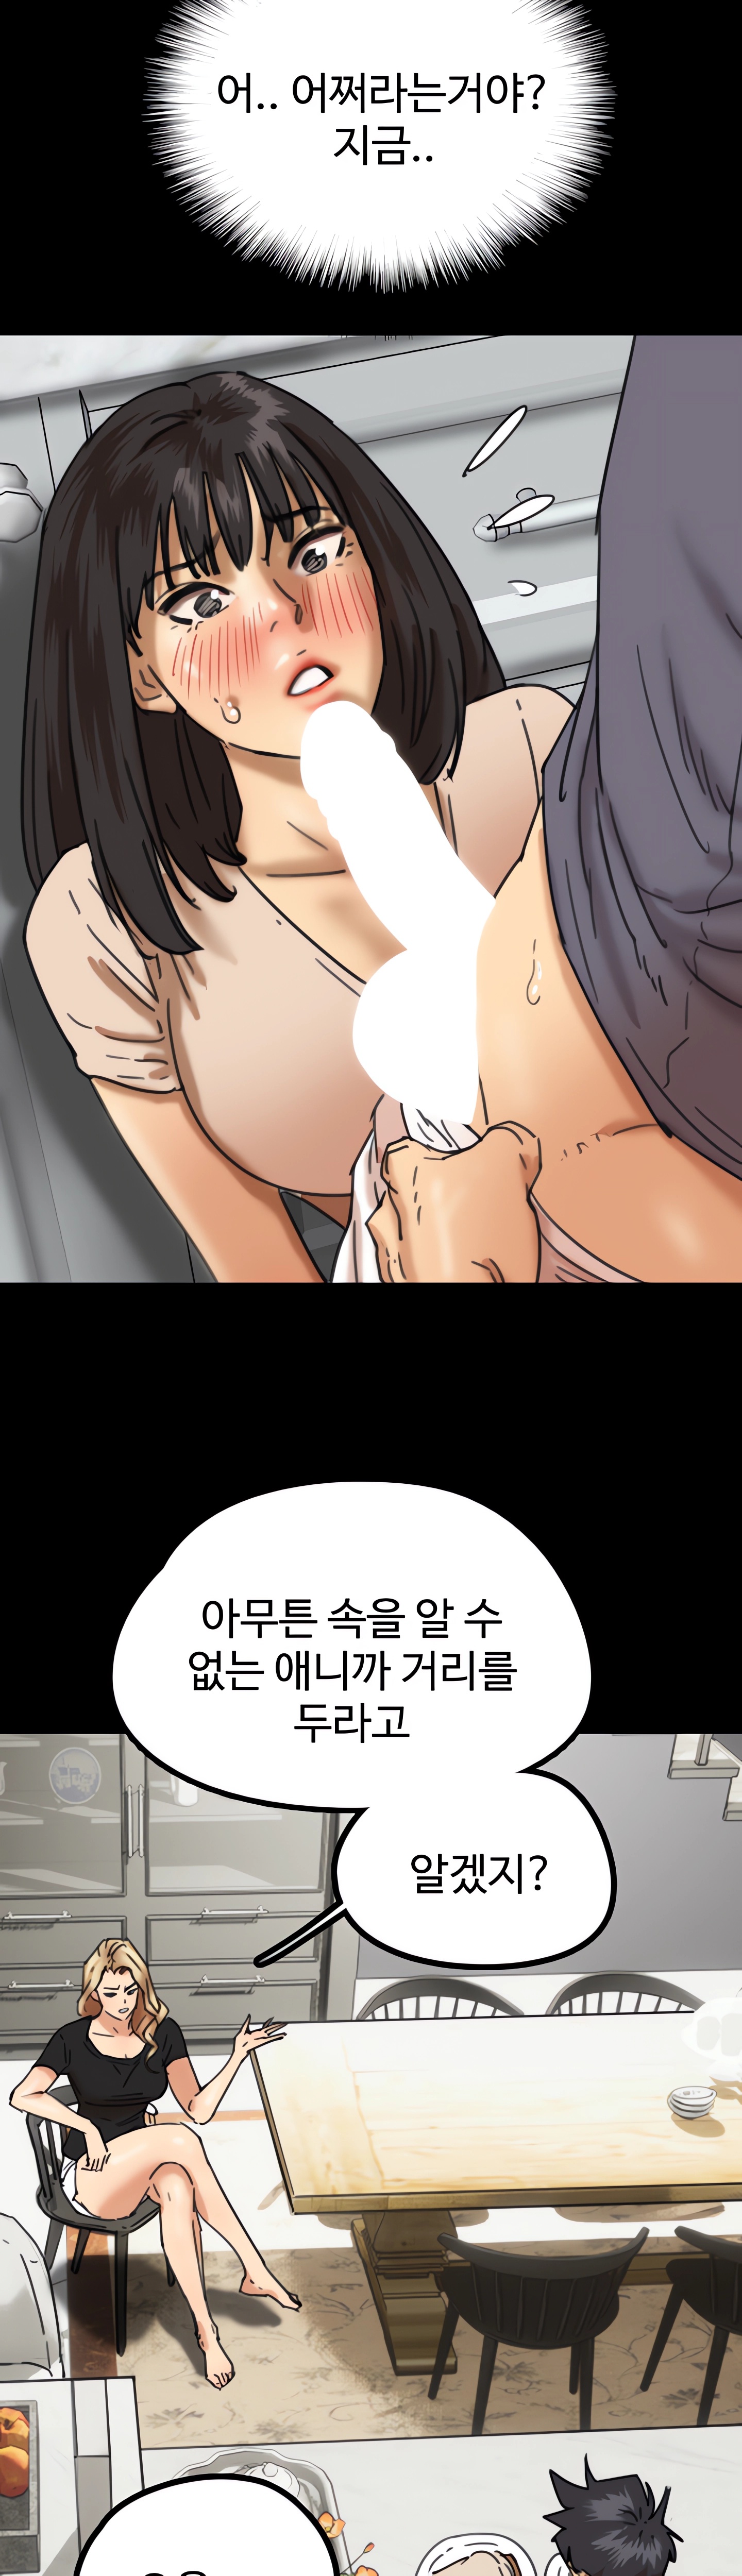 어.. 어쩌라는거야?
지금..
아무튼 속을 알 수
없는 애니까 거리를
두라고
알겠지?